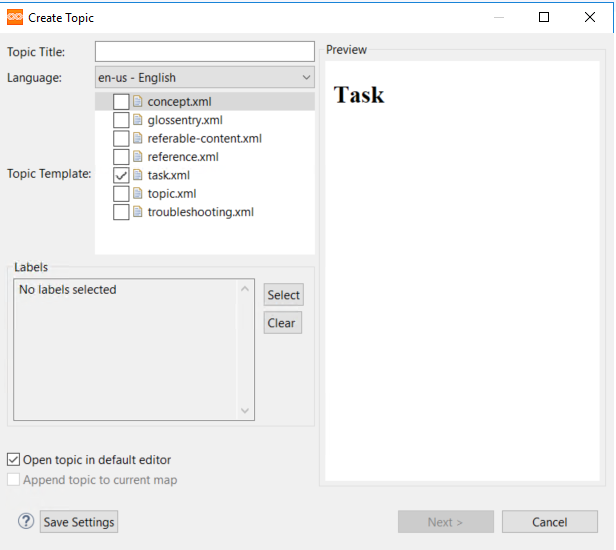 Create Topic
Topic Title:
Language:
en-us - English
Topic Template:
concept.xml
glossentry.xml
referable-content.xml
reference.xml
task.xml
topic.xml
troubleshooting.xml
Labels
No labels selected
Select
Clear
Open topic in default editor
Append topic to current map
Preview
Task
? Save Settings
Next >
Cancel